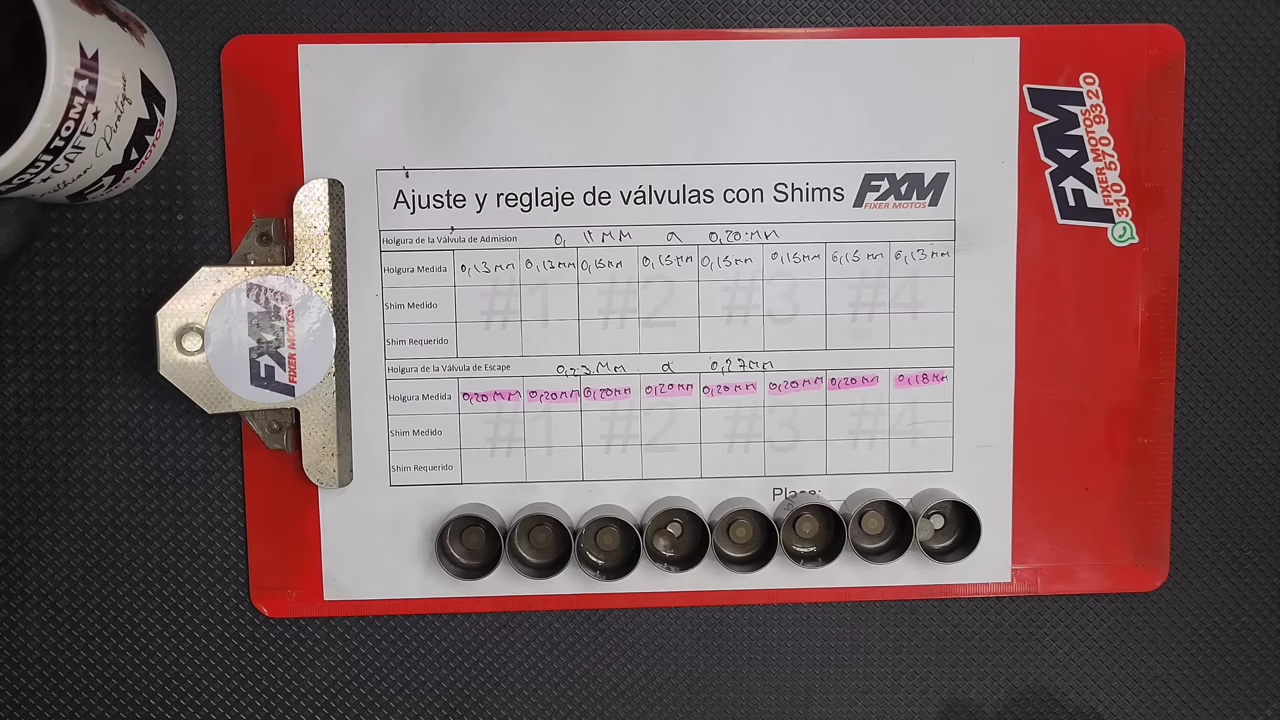 AQUI TOMA
CAFE
FXM
FIXER MOTOS
Ajuste y reglaje de válvulas con Shims FXM
FIXER MOTOS
Holgura de la Válvula de Admision 0,11 MM a 0,20 MM
Holgura Medida 0,13 MM 0,13 MM 0,15 MM 0,15 MM 0,15 MM 0,15 MM 0,15 MM 0,13 MM
Shim Medido #1 #2 #3 #4
Shim Requerido
Holgura de la Válvula de Escape 0,23 MM a 0,27 MM
Holgura Medida 0,20 MM 0,20 MM 0,20 MM 0,20 MM 0,20 MM 0,20 MM 0,20 MM 0,18 MM
Shim Medido #1 #2 #3 #4
Shim Requerido
Placa:
FXM
FIXER MOTOS
FXM
FIXER MOTOS
310 570 9320